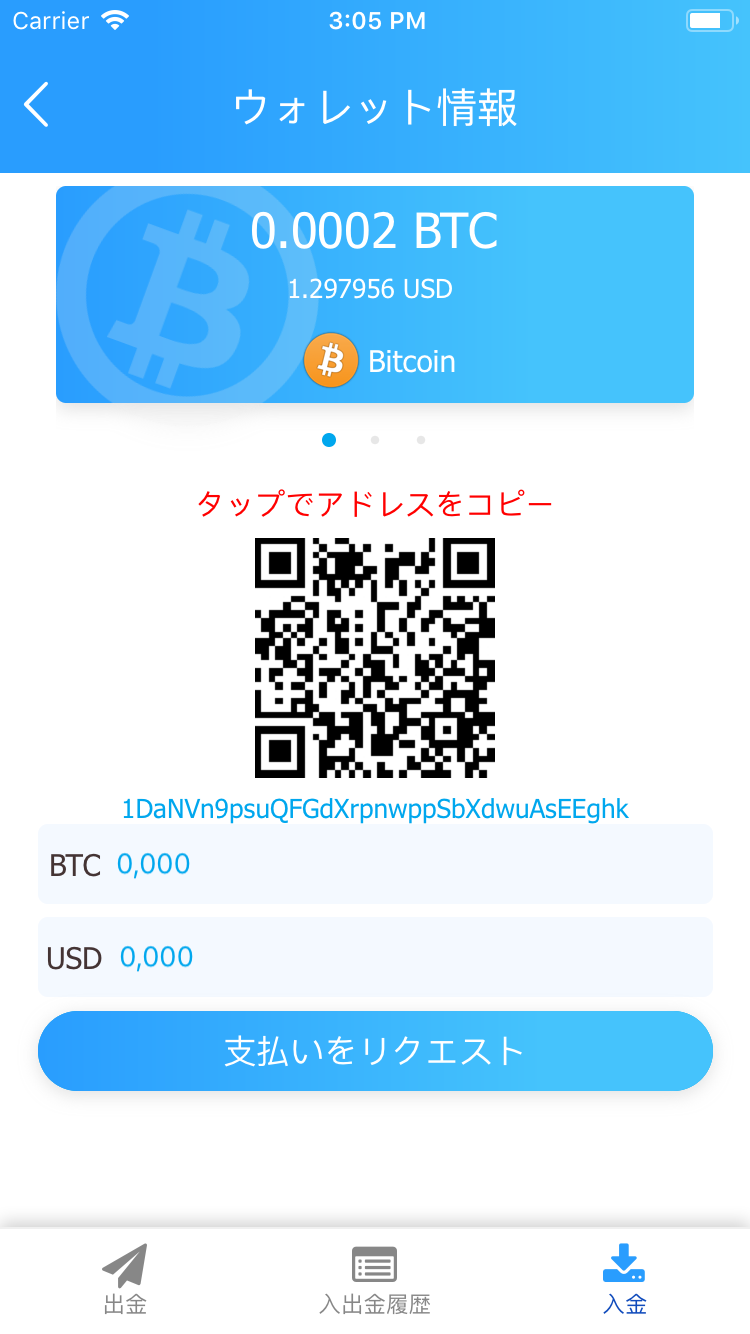 Carrier 3:05 PM
ウォレット情報
0.0002 BTC
1.297956 USD
Bitcoin
タップでアドレスをコピー
1DaNVn9psuQFGdXrpnwppSbXdwuAsEEghk
BTC 0,000
USD 0,000
支払いをリクエスト
出金 入出金履歴 入金